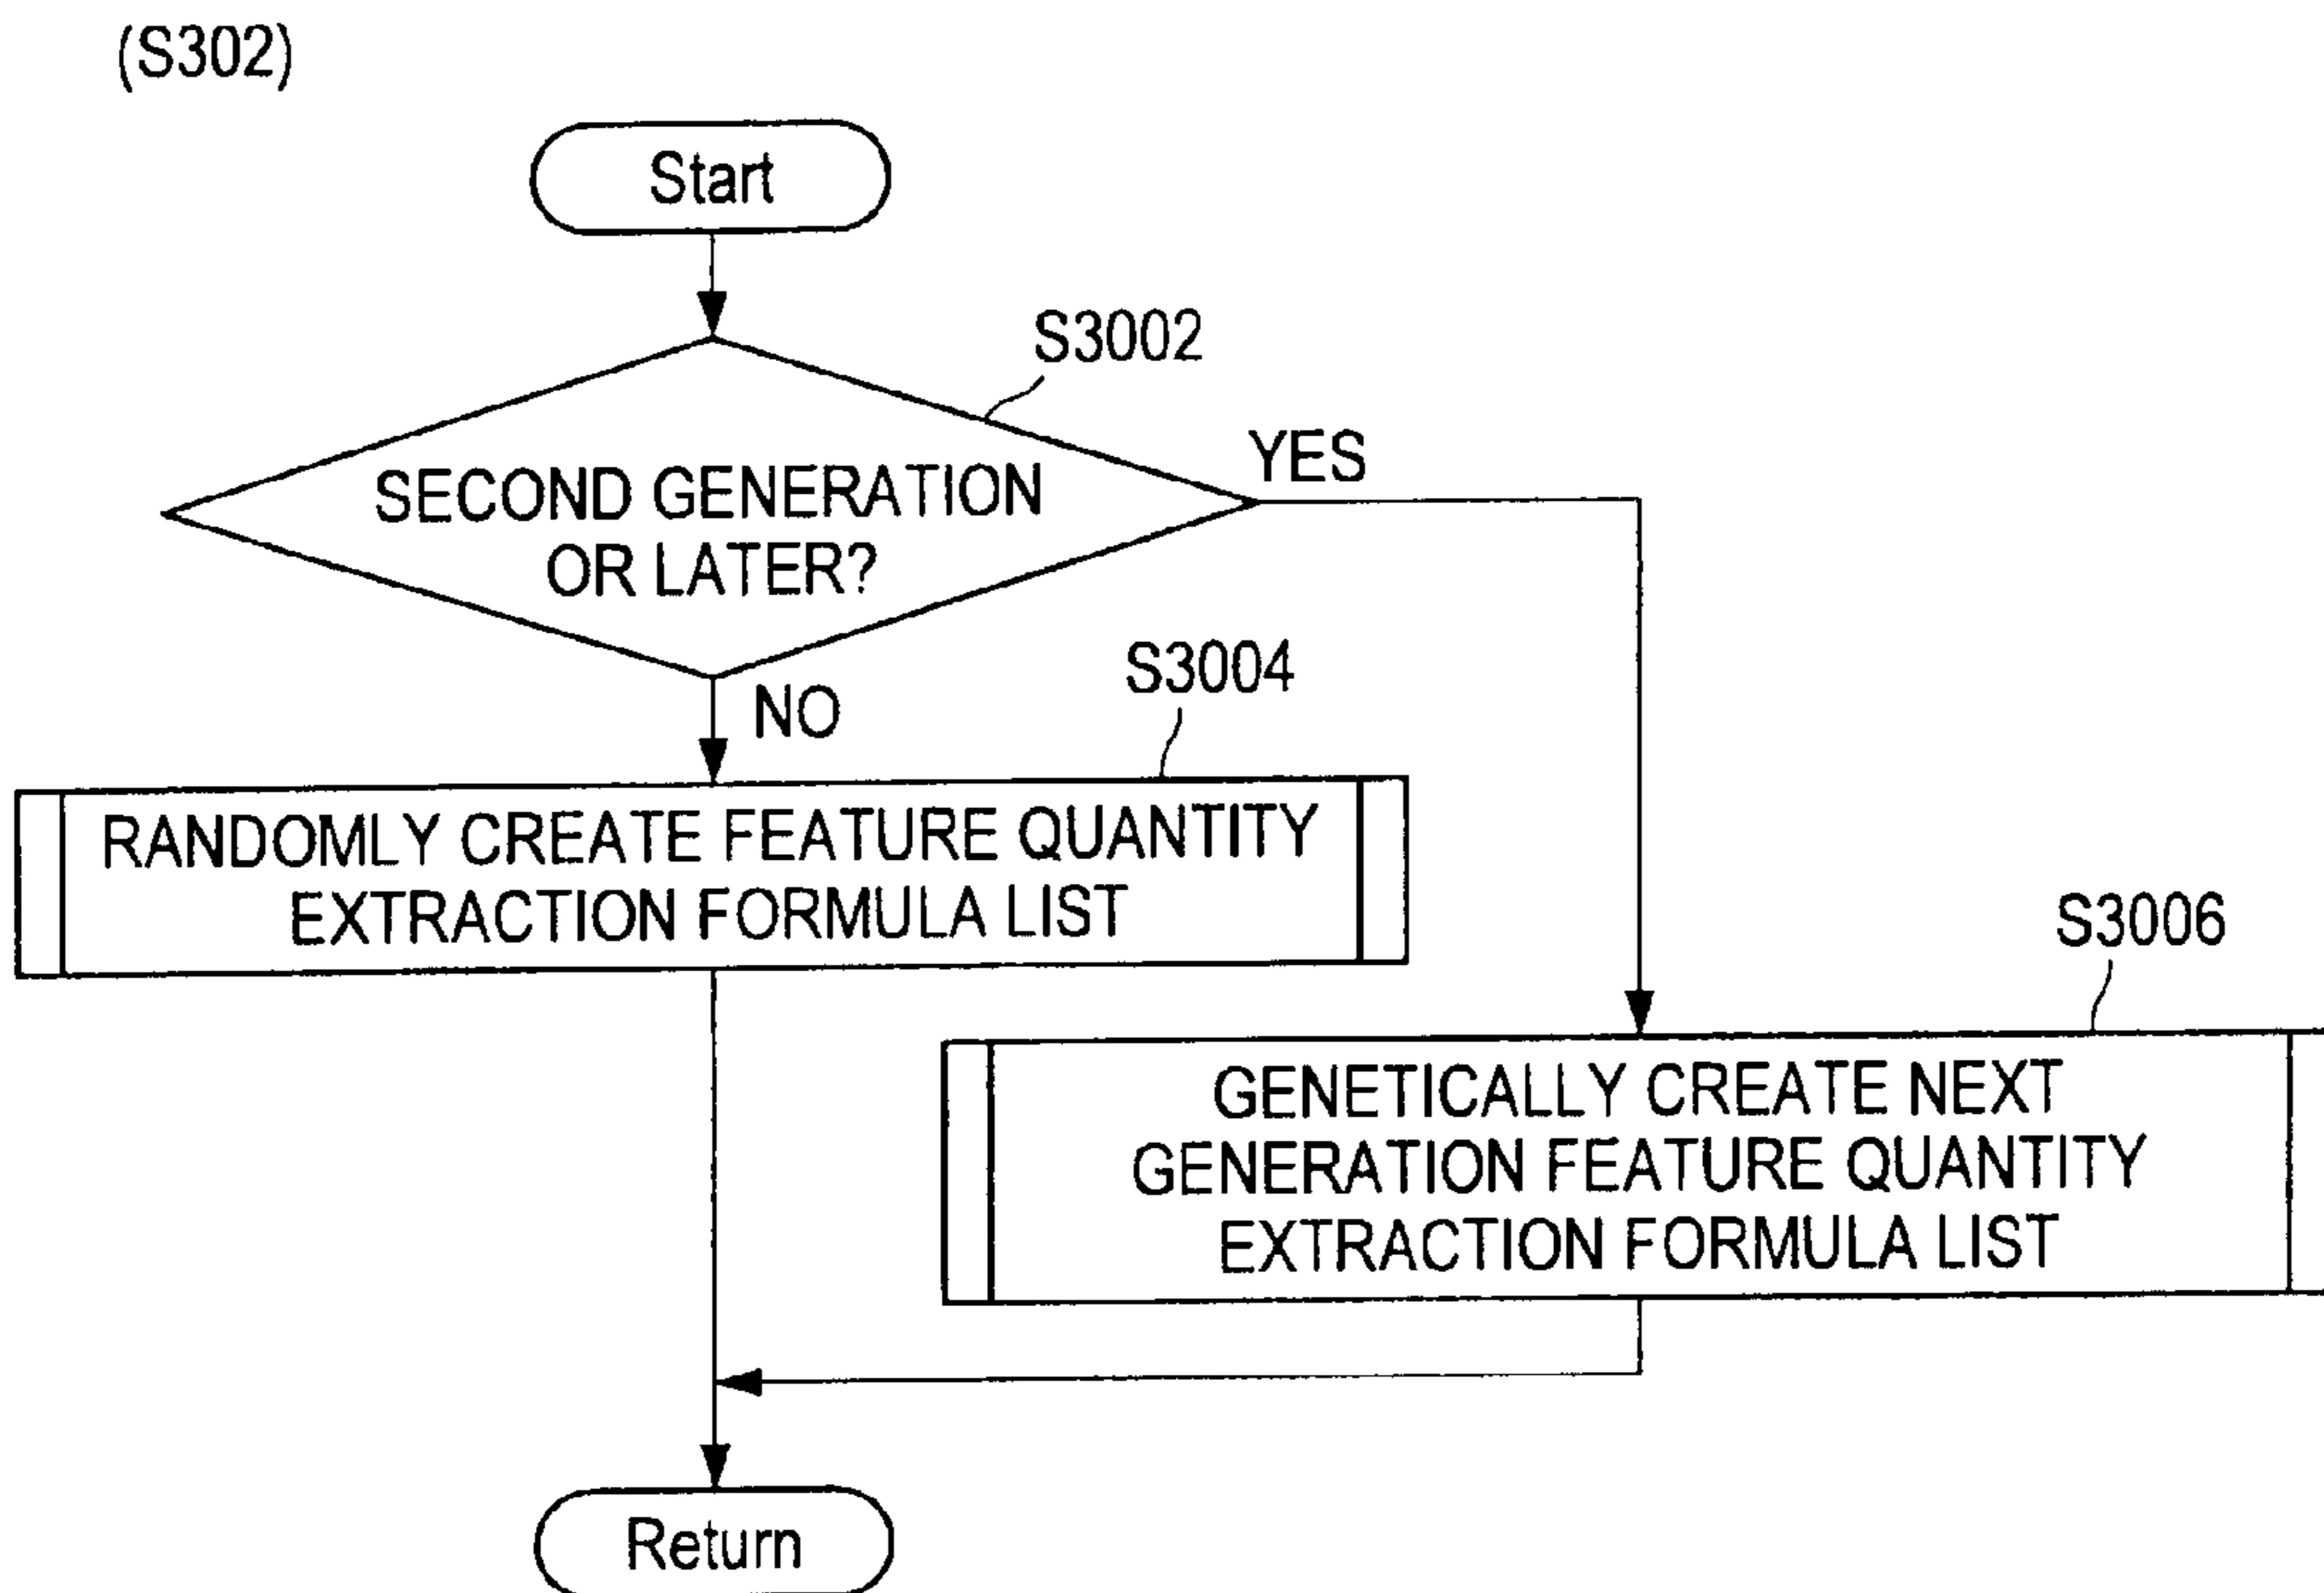 (S302)
Start
S3002
SECOND GENERATION
OR LATER?
YES
NO
S3004
RANDOMLY CREATE FEATURE QUANTITY
EXTRACTION FORMULA LIST
S3006
GENETICALLY CREATE NEXT
GENERATION FEATURE QUANTITY
EXTRACTION FORMULA LIST
Return